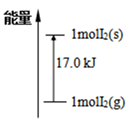 能量
1molI₂(s)
17.0 kJ
1molI₂(g)